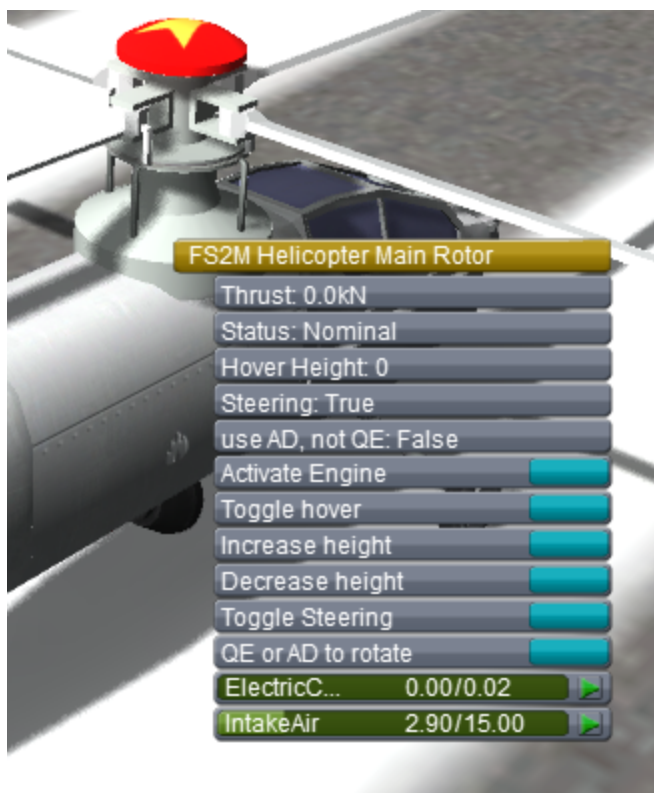 FS2M Helicopter Main Rotor
Thrust: 0.0kN
Status: Nominal
Hover Height: 0
Steering: True
use AD, not QE: False
Activate Engine
Toggle hover
Increase height
Decrease height
Toggle Steering
QE or AD to rotate
ElectricC... 0.00/0.02
IntakeAir 2.90/15.00